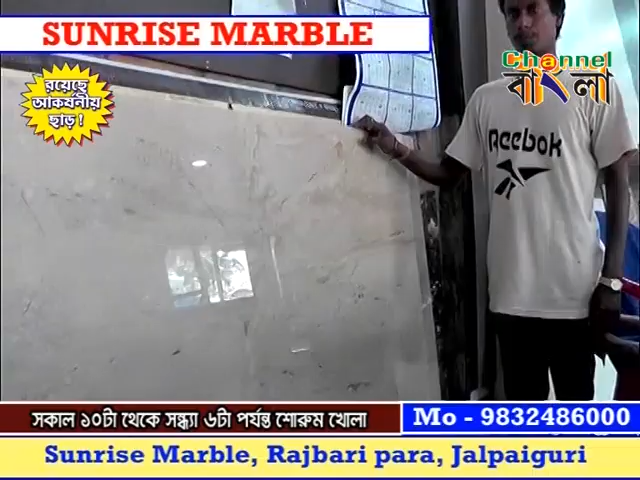 SUNRISE MARBLE
Channel
বাংলা
রয়েছে
আকর্ষনীয়
ছাড় !
Reebok
সকাল ১০টা থেকে সন্ধ্যা ৬টা পর্যন্ত শোরুম খোলা
Mo - 9832486000
Sunrise Marble, Rajbari para, Jalpaiguri